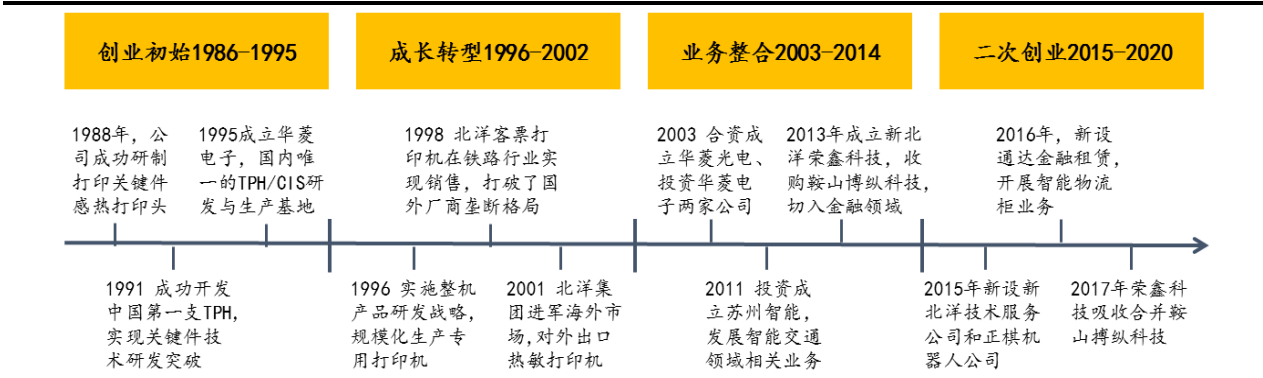 创业初始1986-1995
成长转型1996-2002
业务整合2003-2014
二次创业2015-2020
1988年，公
司成功研制
打印关键件
感热打印头
1995成立华菱
电子，国内唯
一的TPH/CIS研
发与生产基地
1998 北洋客票打
印机在铁路行业实
现销售，打破了国
外厂商垄断格局
2003 合资成
立华菱光电、
投资华菱电
子两家公司
2013年成立新北
洋荣鑫科技，收
购鞍山博纵科技，
切入金融领域
2016年，新设
通达金融租赁，
开展智能物流
柜业务
1991 成功开发
中国第一支TPH，
实现关键件技
术研发突破
1996 实施整机
产品研发战略，
规模化生产专
用打印机
2001 北洋集
团进军海外市
场,对外出口
热敏打印机
2011 投资成
立苏州智能，
发展智能交通
领域相关业务
2015年新设新
北洋技术服务
公司和正棋机
器人公司
2017年荣鑫科
技吸收合并鞍
山搏纵科技